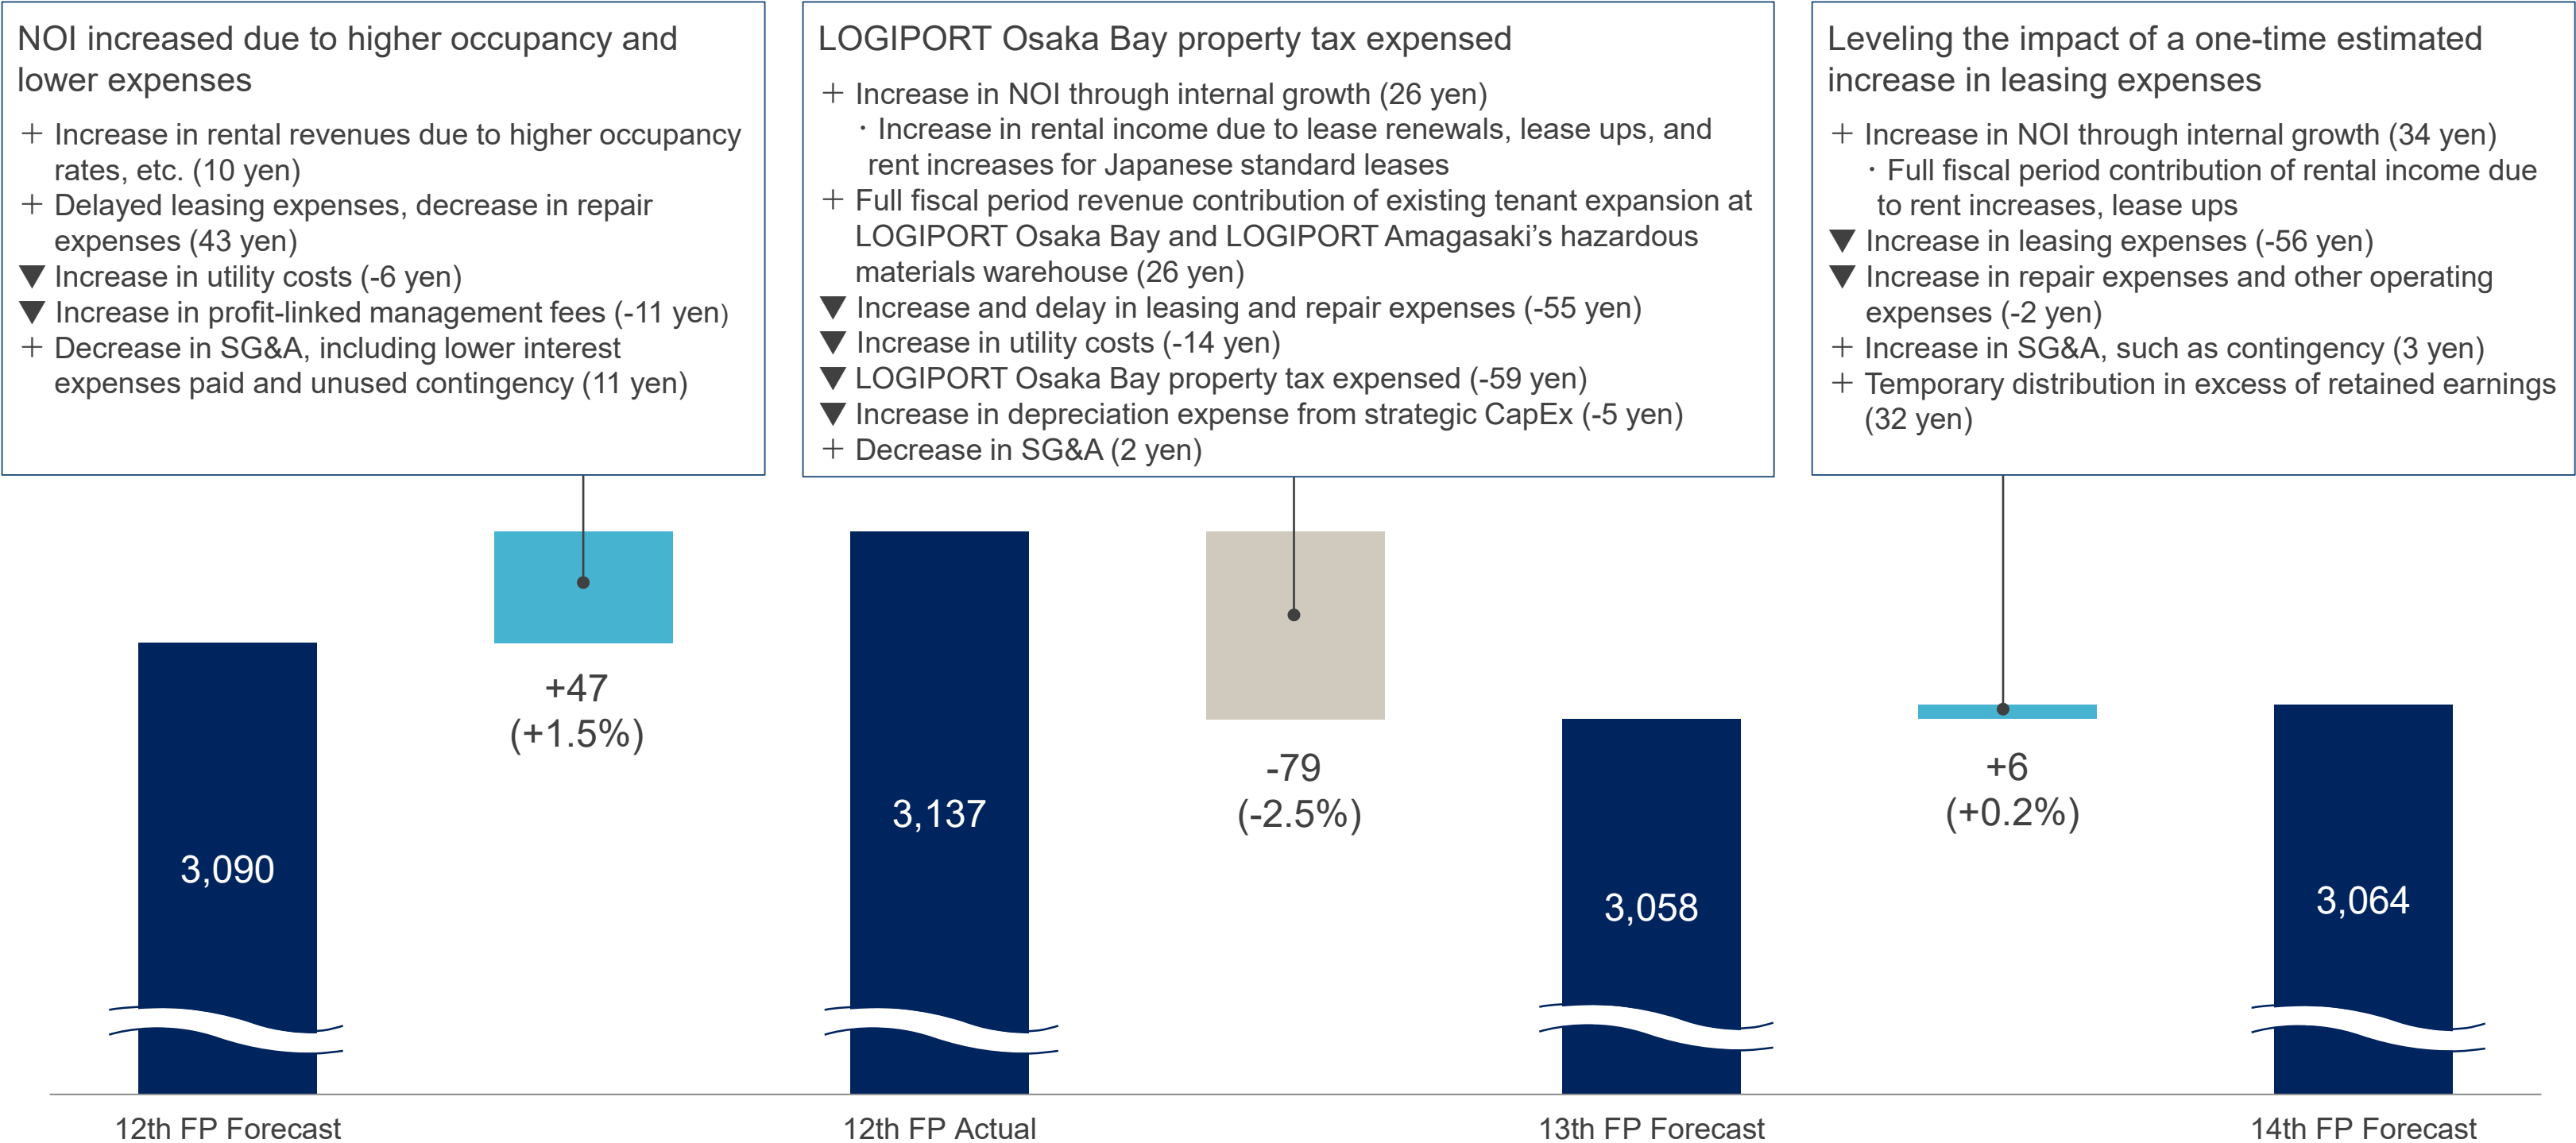 NOI increased due to higher occupancy and
lower expenses
＋ Increase in rental revenues due to higher occupancy
rates, etc. (10 yen)
＋ Delayed leasing expenses, decrease in repair
expenses (43 yen)
▼ Increase in utility costs (-6 yen)
▼ Increase in profit-linked management fees (-11 yen)
＋ Decrease in SG&A, including lower interest
expenses paid and unused contingency (11 yen)
LOGIPORT Osaka Bay property tax expensed
＋ Increase in NOI through internal growth (26 yen)
・Increase in rental income due to lease renewals, lease ups, and
rent increases for Japanese standard leases
＋ Full fiscal period revenue contribution of existing tenant expansion at
LOGIPORT Osaka Bay and LOGIPORT Amagasaki’s hazardous
materials warehouse (26 yen)
▼ Increase and delay in leasing and repair expenses (-55 yen)
▼ Increase in utility costs (-14 yen)
▼ LOGIPORT Osaka Bay property tax expensed (-59 yen)
▼ Increase in depreciation expense from strategic CapEx (-5 yen)
＋ Decrease in SG&A (2 yen)
Leveling the impact of a one-time estimated
increase in leasing expenses
＋ Increase in NOI through internal growth (34 yen)
・Full fiscal period contribution of rental income due
to rent increases, lease ups
▼ Increase in leasing expenses (-56 yen)
▼ Increase in repair expenses and other operating
expenses (-2 yen)
＋ Increase in SG&A, such as contingency (3 yen)
＋ Temporary distribution in excess of retained earnings
(32 yen)
3,090
+47
(+1.5%)
3,137
-79
(-2.5%)
3,058
+6
(+0.2%)
3,064
12th FP Forecast
12th FP Actual
13th FP Forecast
14th FP Forecast